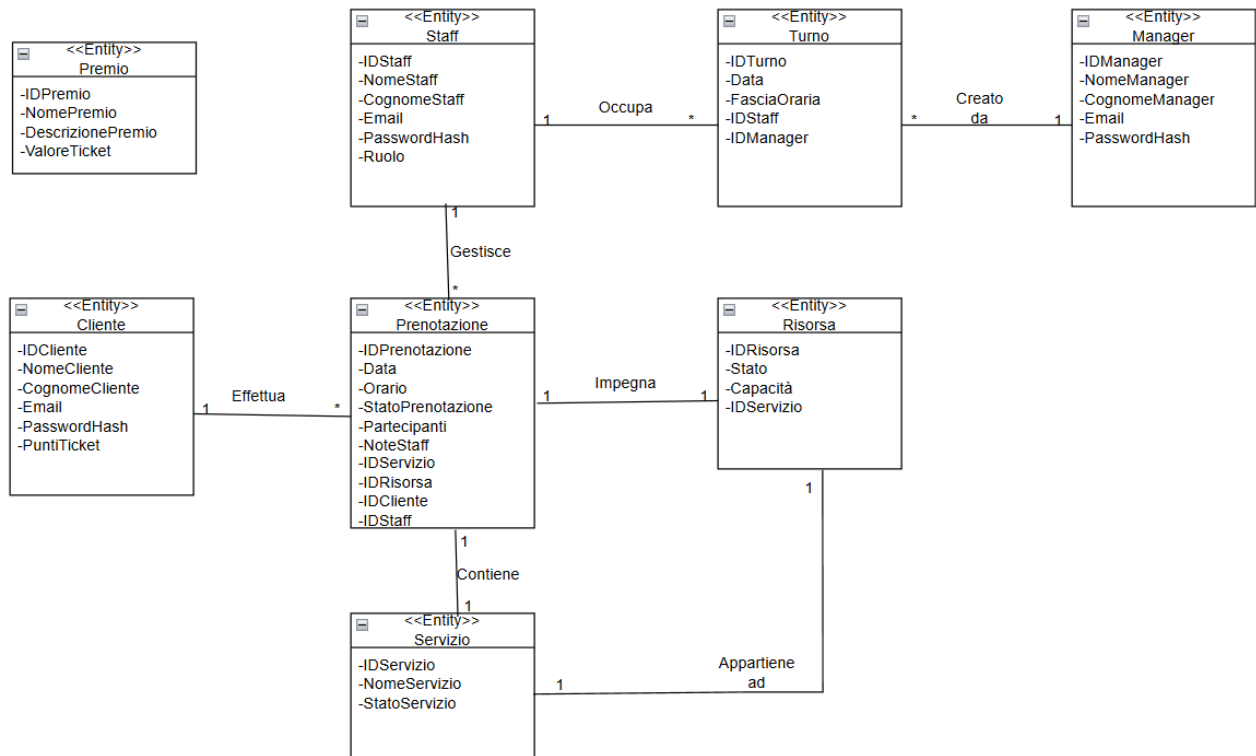 <<Entity>>
Premio
-IDPremio
-NomePremio
-DescrizionePremio
-ValoreTicket
<<Entity>>
Staff
-IDStaff
-NomeStaff
-CognomeStaff
-Email
-PasswordHash
-Ruolo
1
Occupa
*
<<Entity>>
Turno
-IDTurno
-Data
-FasciaOraria
-IDStaff
-IDManager
*
Creato
da
1
<<Entity>>
Manager
-IDManager
-NomeManager
-CognomeManager
-Email
-PasswordHash
1
Gestisce
*
<<Entity>>
Cliente
-IDCliente
-NomeCliente
-CognomeCliente
-Email
-PasswordHash
-PuntiTicket
1
Effettua
*
<<Entity>>
Prenotazione
-IDPrenotazione
-Data
-Orario
-StatoPrenotazione
-Partecipanti
-NoteStaff
-IDServizio
-IDRisorsa
-IDCliente
-IDStaff
1
Impegna
1
<<Entity>>
Risorsa
-IDRisorsa
-Stato
-Capacità
-IDServizio
1
1
Contiene
1
<<Entity>>
Servizio
-IDServizio
-NomeServizio
-StatoServizio
1
Appartiene
ad